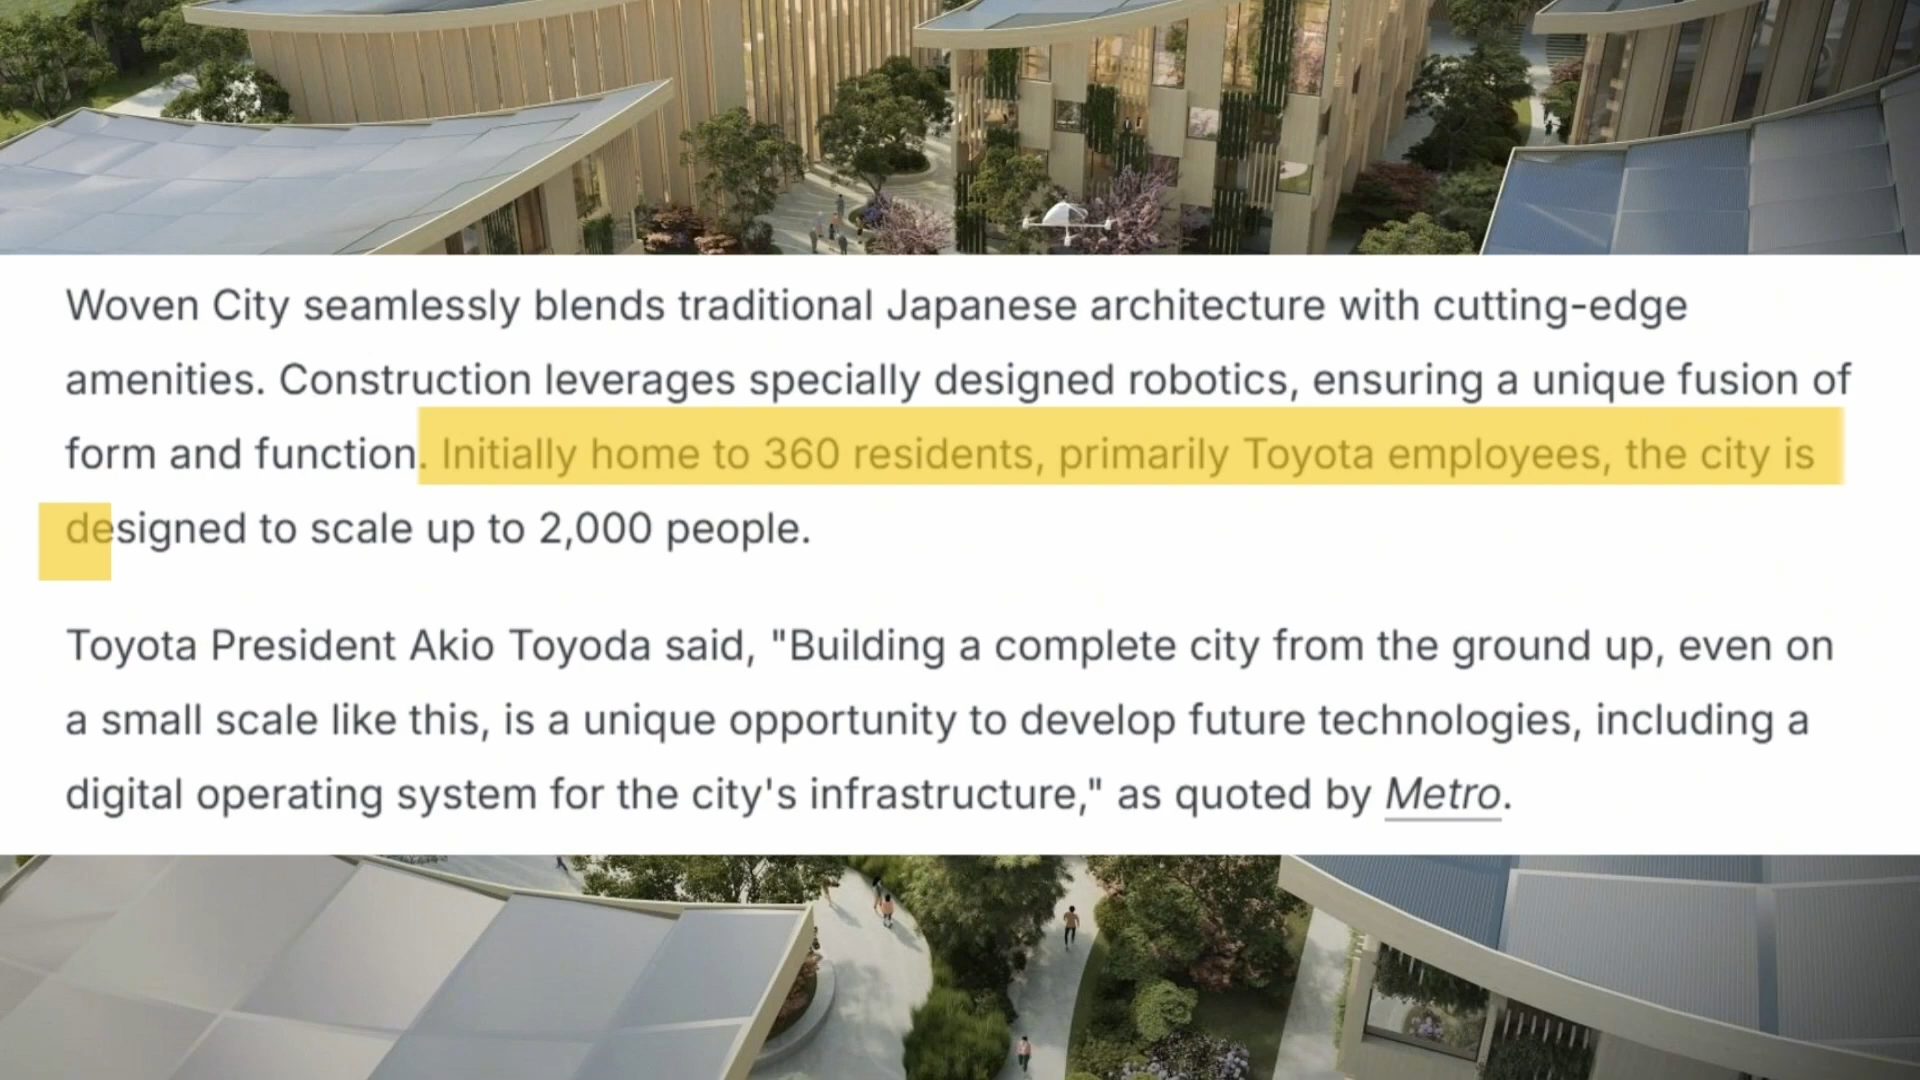 Woven City seamlessly blends traditional Japanese architecture with cutting-edge
amenities. Construction leverages specially designed robotics, ensuring a unique fusion of
form and function. Initially home to 360 residents, primarily Toyota employees, the city is
designed to scale up to 2,000 people.
Toyota President Akio Toyoda said, "Building a complete city from the ground up, even on
a small scale like this, is a unique opportunity to develop future technologies, including a
digital operating system for the city's infrastructure," as quoted by Metro.